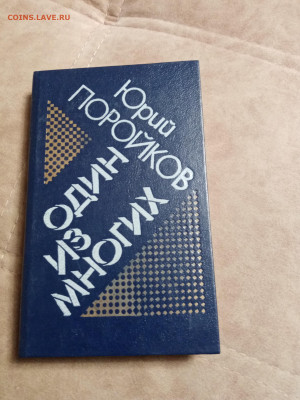 COINS.LAVE.RU
Юрий
ПОРОЙКОВ
ОДИН
ИЗ
МНОГИХ